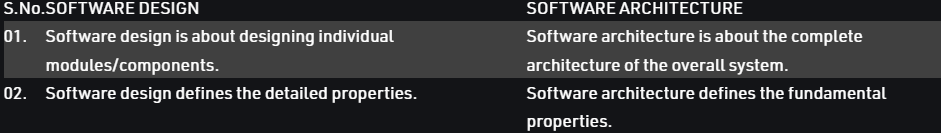 S.No.SOFTWARE DESIGN SOFTWARE ARCHITECTURE
01. Software design is about designing individual Software architecture is about the complete
modules/components. architecture of the overall system.
02. Software design defines the detailed properties. Software architecture defines the fundamental
properties.